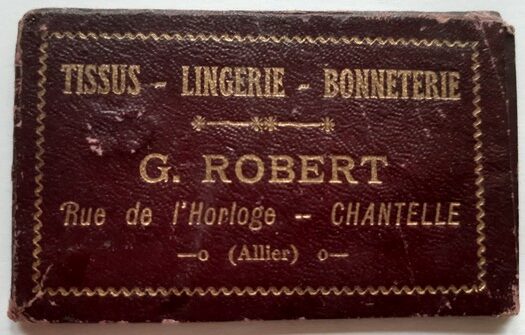 TISSUS - LINGERIE - BONNETERIE
G. ROBERT
Rue de l'Horloge -- CHANTELLE
—o (Allier) o—